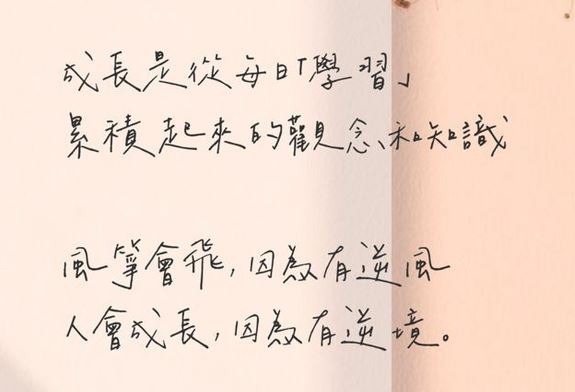 成長是從每日「學習」
累積起來的觀念和知識
風箏會飛，因為有逆風
人會成長，因為有逆境。